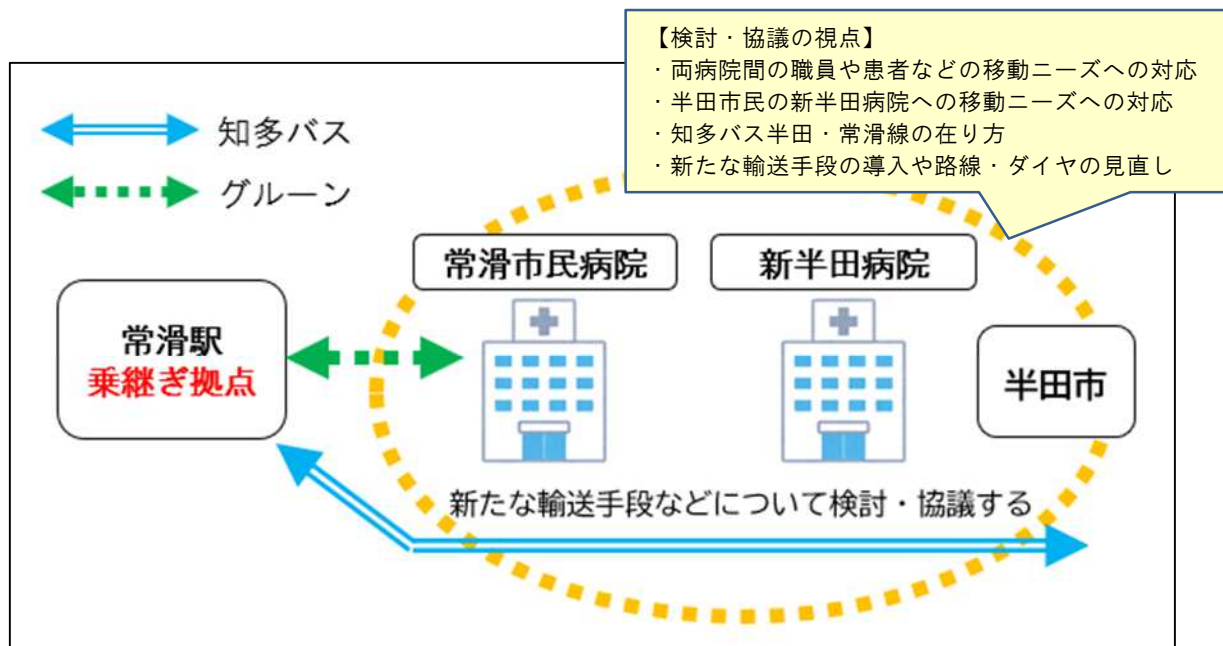 【検討・協議の視点】
・両病院間の職員や患者などの移動ニーズへの対応
・半田市民の新半田病院への移動ニーズへの対応
・知多バス半田・常滑線の在り方
・新たな輸送手段の導入や路線・ダイヤの見直し
知多バス
グルーン
常滑市民病院
新半田病院
常滑駅
乗継ぎ拠点
半田市
新たな輸送手段などについて検討・協議する